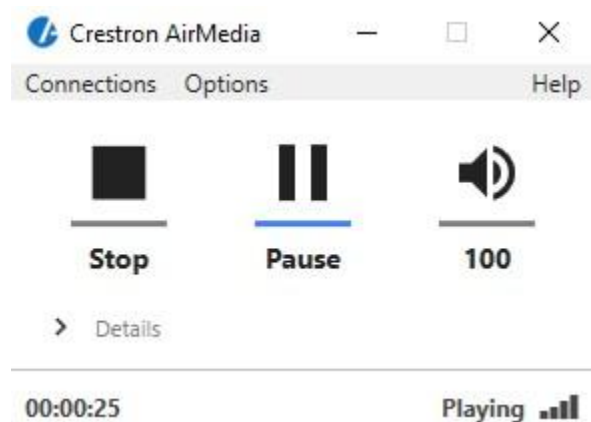 Crestron AirMedia
Connections Options Help
Stop Pause 100
Details
00:00:25 Playing